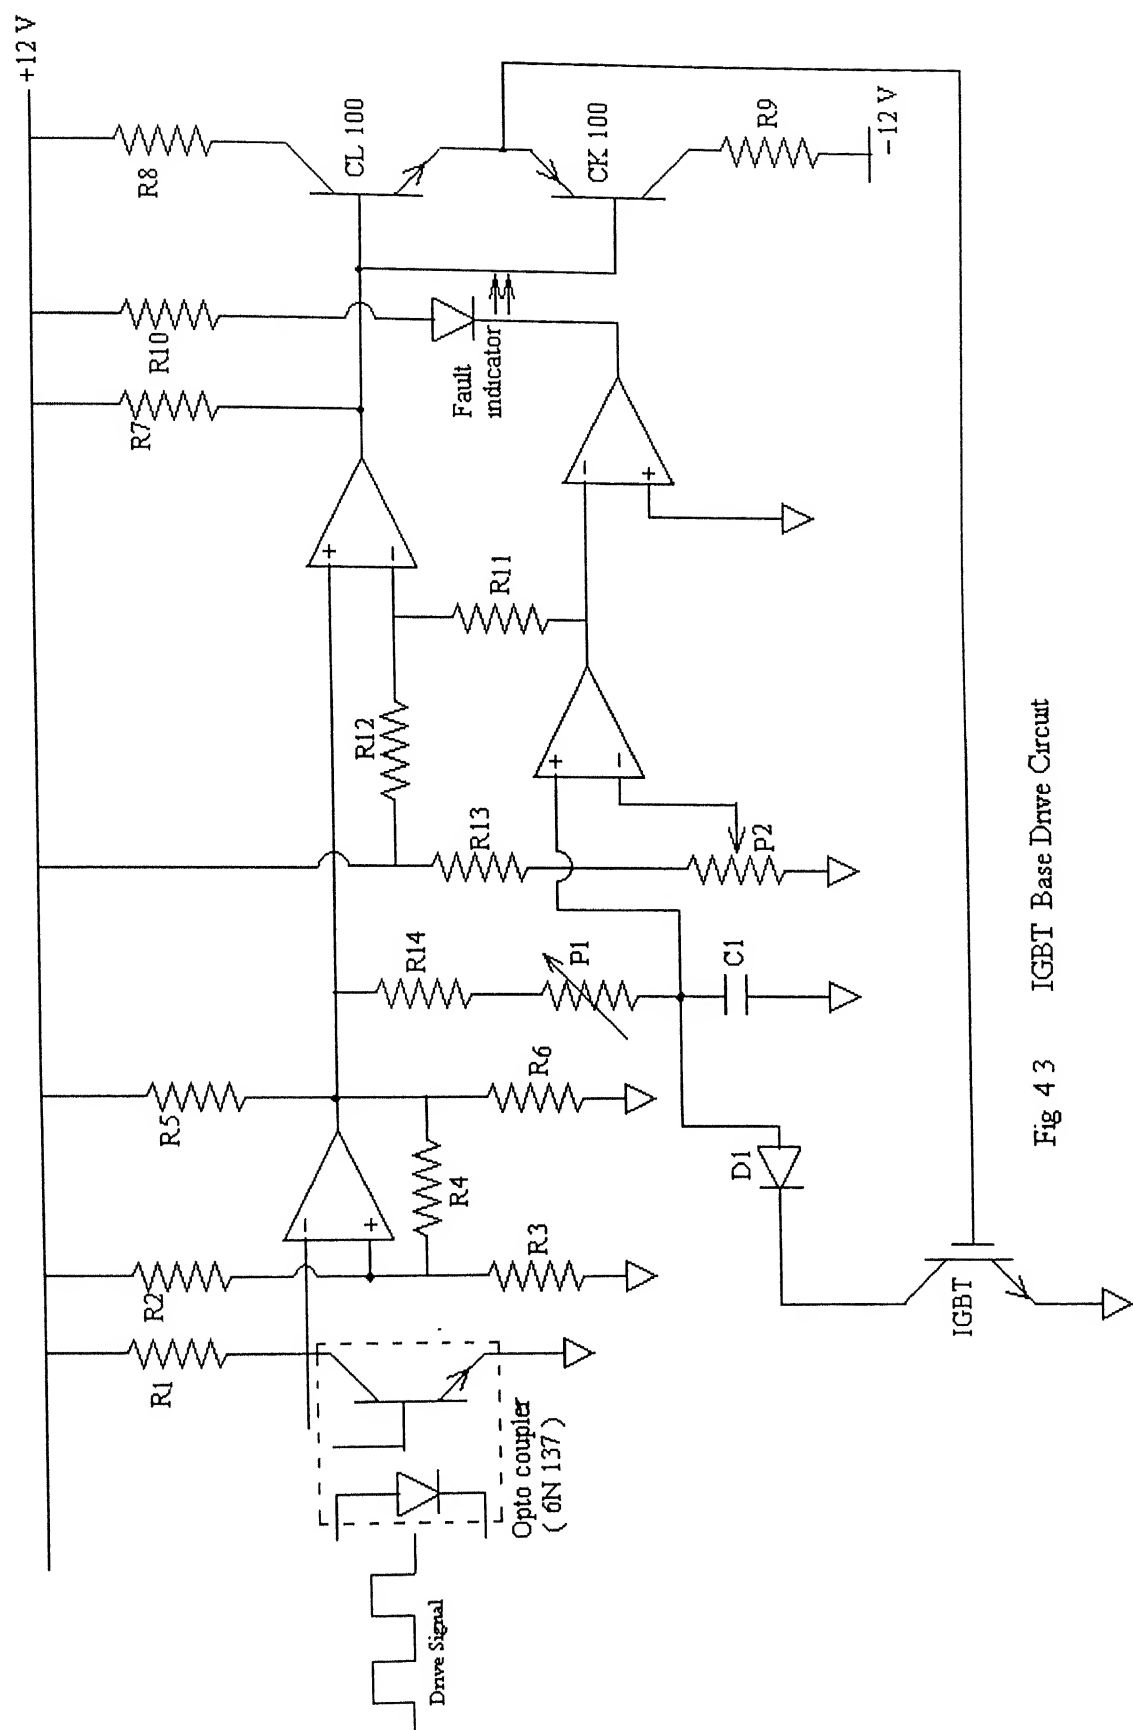 +12 V
R8
CL 100
CK 100
R9
−12 V
R10
R7
Fault
indicator
+
−
−
+
R11
R12
+
−
R13
P2
R14
P1
C1
R5
R6
−
+
R4
D1
R2
R3
R1
IGBT
Opto coupler
( 6N 137 )
Drive Signal
Fig 4 3 IGBT Base Drive Circuit